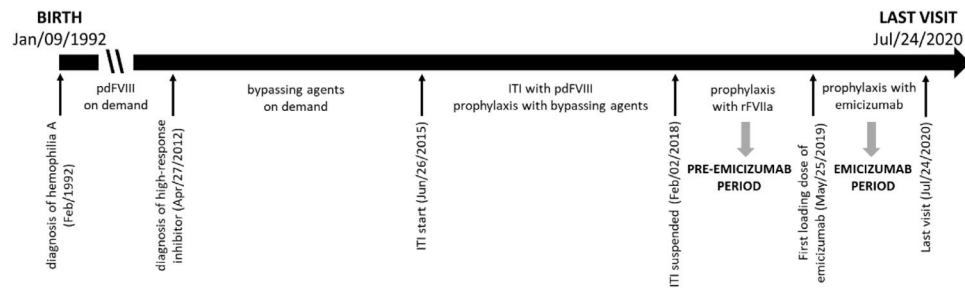 BIRTH
Jan/09/1992
LAST VISIT
Jul/24/2020
pdFVIII
on demand
bypassing agents
on demand
ITI with pdFVIII
prophylaxis with bypassing agents
prophylaxis
with rFVIIa
prophylaxis with
emicizumab
PRE-EMICIZUMAB
PERIOD
EMICIZUMAB
PERIOD
diagnosis of hemophilia A
(Feb/1992)
diagnosis of high-response
inhibitor (Apr/27/2012)
ITI start (Jun/26/2015)
ITI suspended (Feb/02/2018)
First loading dose of
emicizumab (May/25/2019)
Last visit (Jul/24/2020)